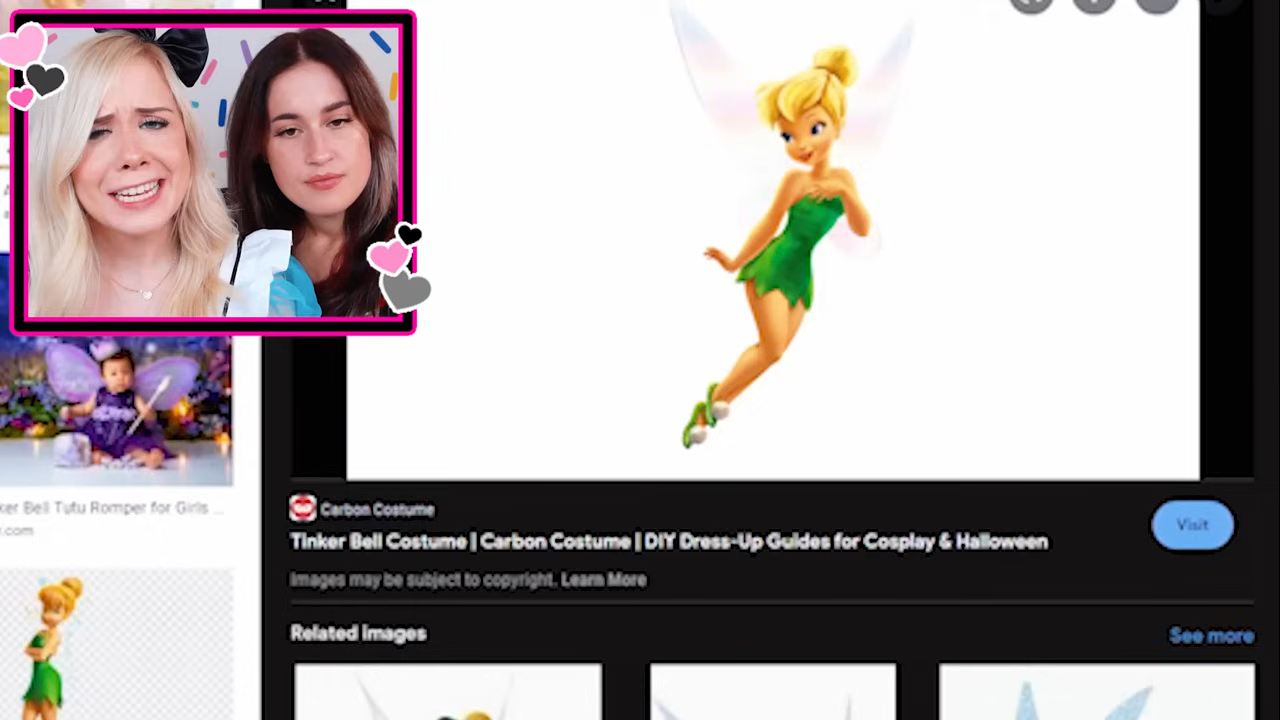 Carbon Costume
Tinker Bell Costume | Carbon Costume | DIY Dress-Up Guides for Cosplay & Halloween
Visit
Images may be subject to copyright. Learn More
Related images
See more
ker Bell Tutu Romper for Girls ...
.com